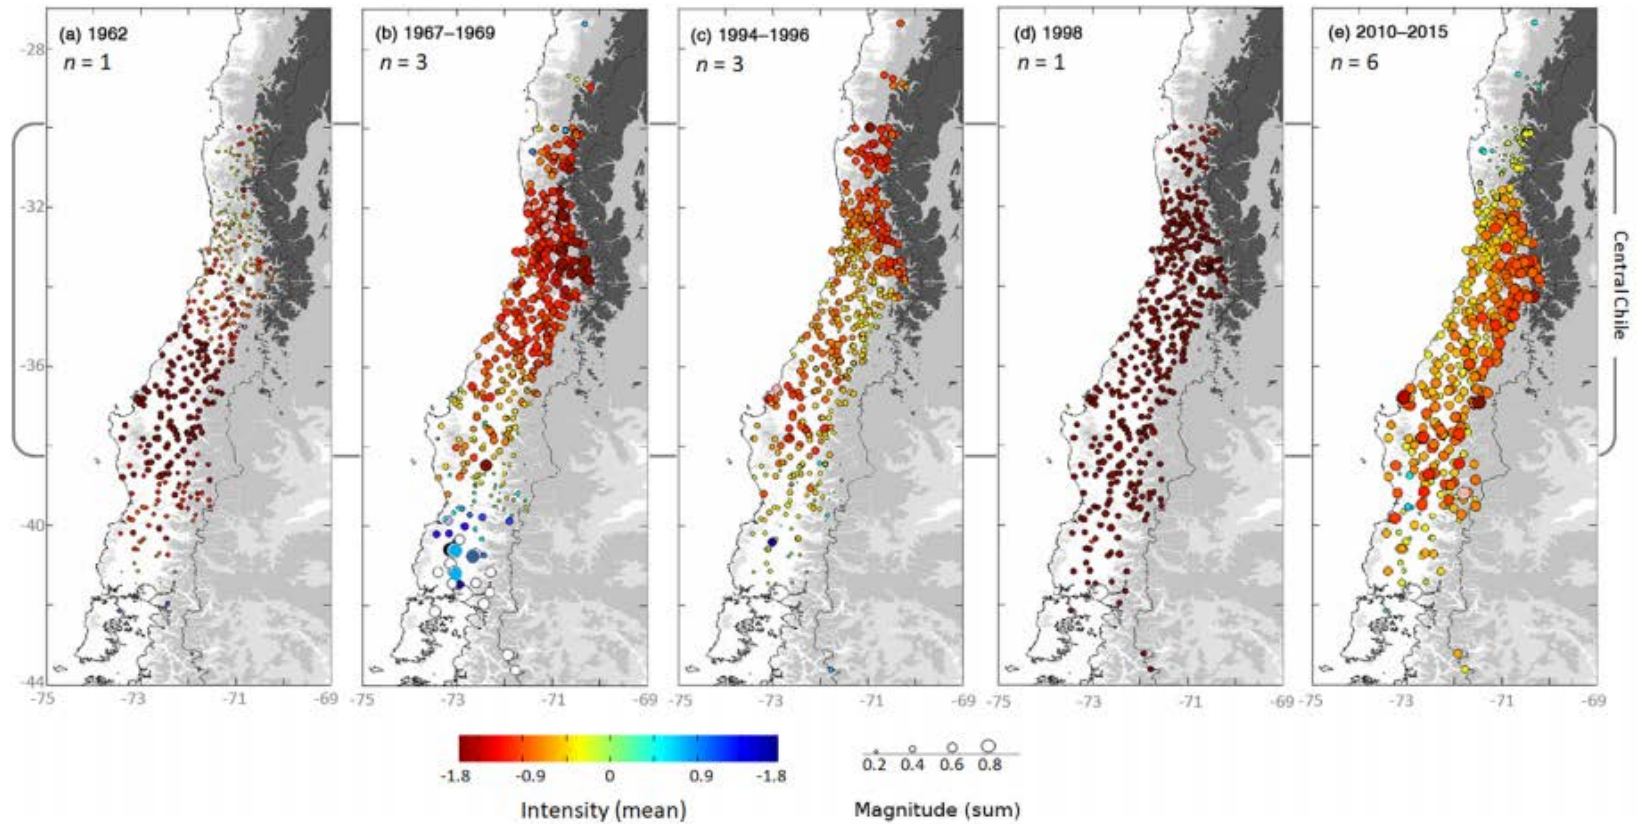 (a) 1962
n = 1
(b) 1967–1969
n = 3
(c) 1994–1996
n = 3
(d) 1998
n = 1
(e) 2010–2015
n = 6
-28
-32
-36
-40
-44
Central Chile
-75 -73 -71 -69
-75 -73 -71 -69
-75 -73 -71 -69
-75 -73 -71 -69
-75 -73 -71 -69
-1.8 -0.9 0 0.9 -1.8
Intensity (mean)
0.2 0.4 0.6 0.8
Magnitude (sum)